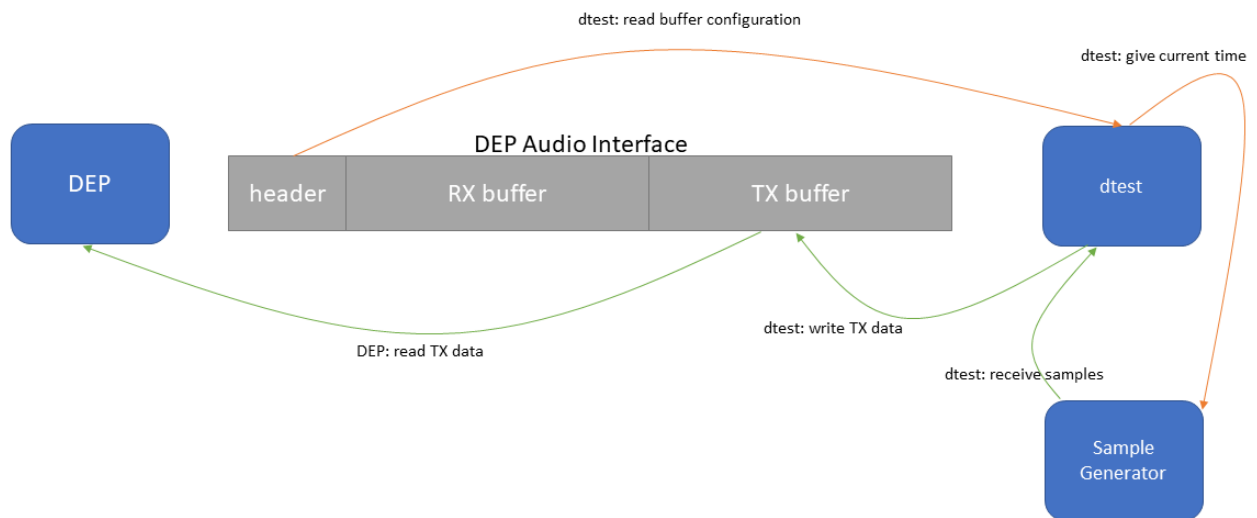 dtest: read buffer configuration
dtest: give current time
DEP Audio Interface
DEP
header
RX buffer
TX buffer
dtest
dtest: write TX data
DEP: read TX data
dtest: receive samples
Sample
Generator